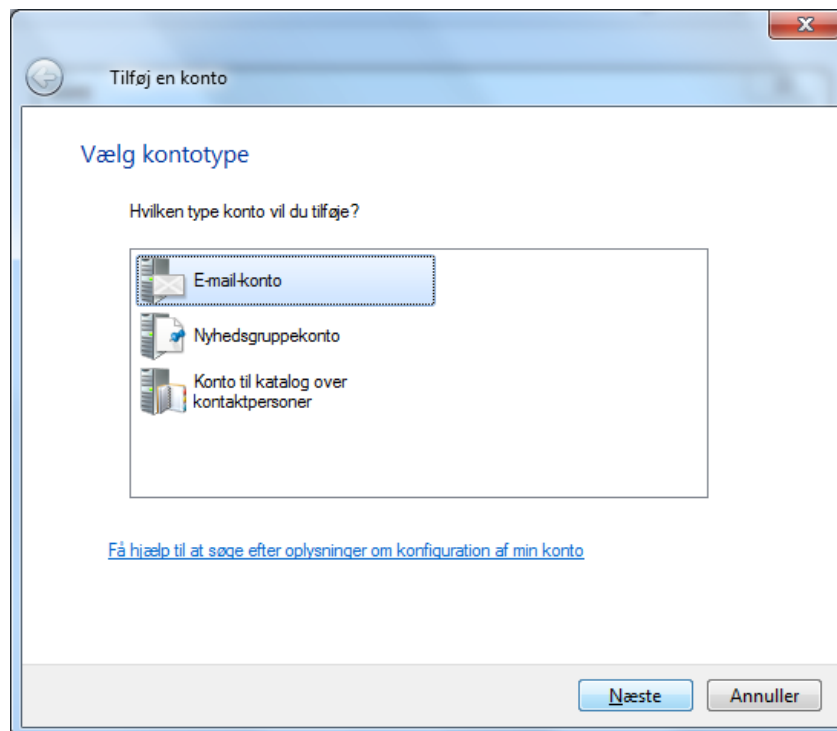 Tilføj en konto
Vælg kontotype
Hvilken type konto vil du tilføje?
E-mail-konto
Nyhedsgruppekonto
Konto til katalog over
kontaktpersoner
Få hjælp til at søge efter oplysninger om konfiguration af min konto
Næste
Annuller